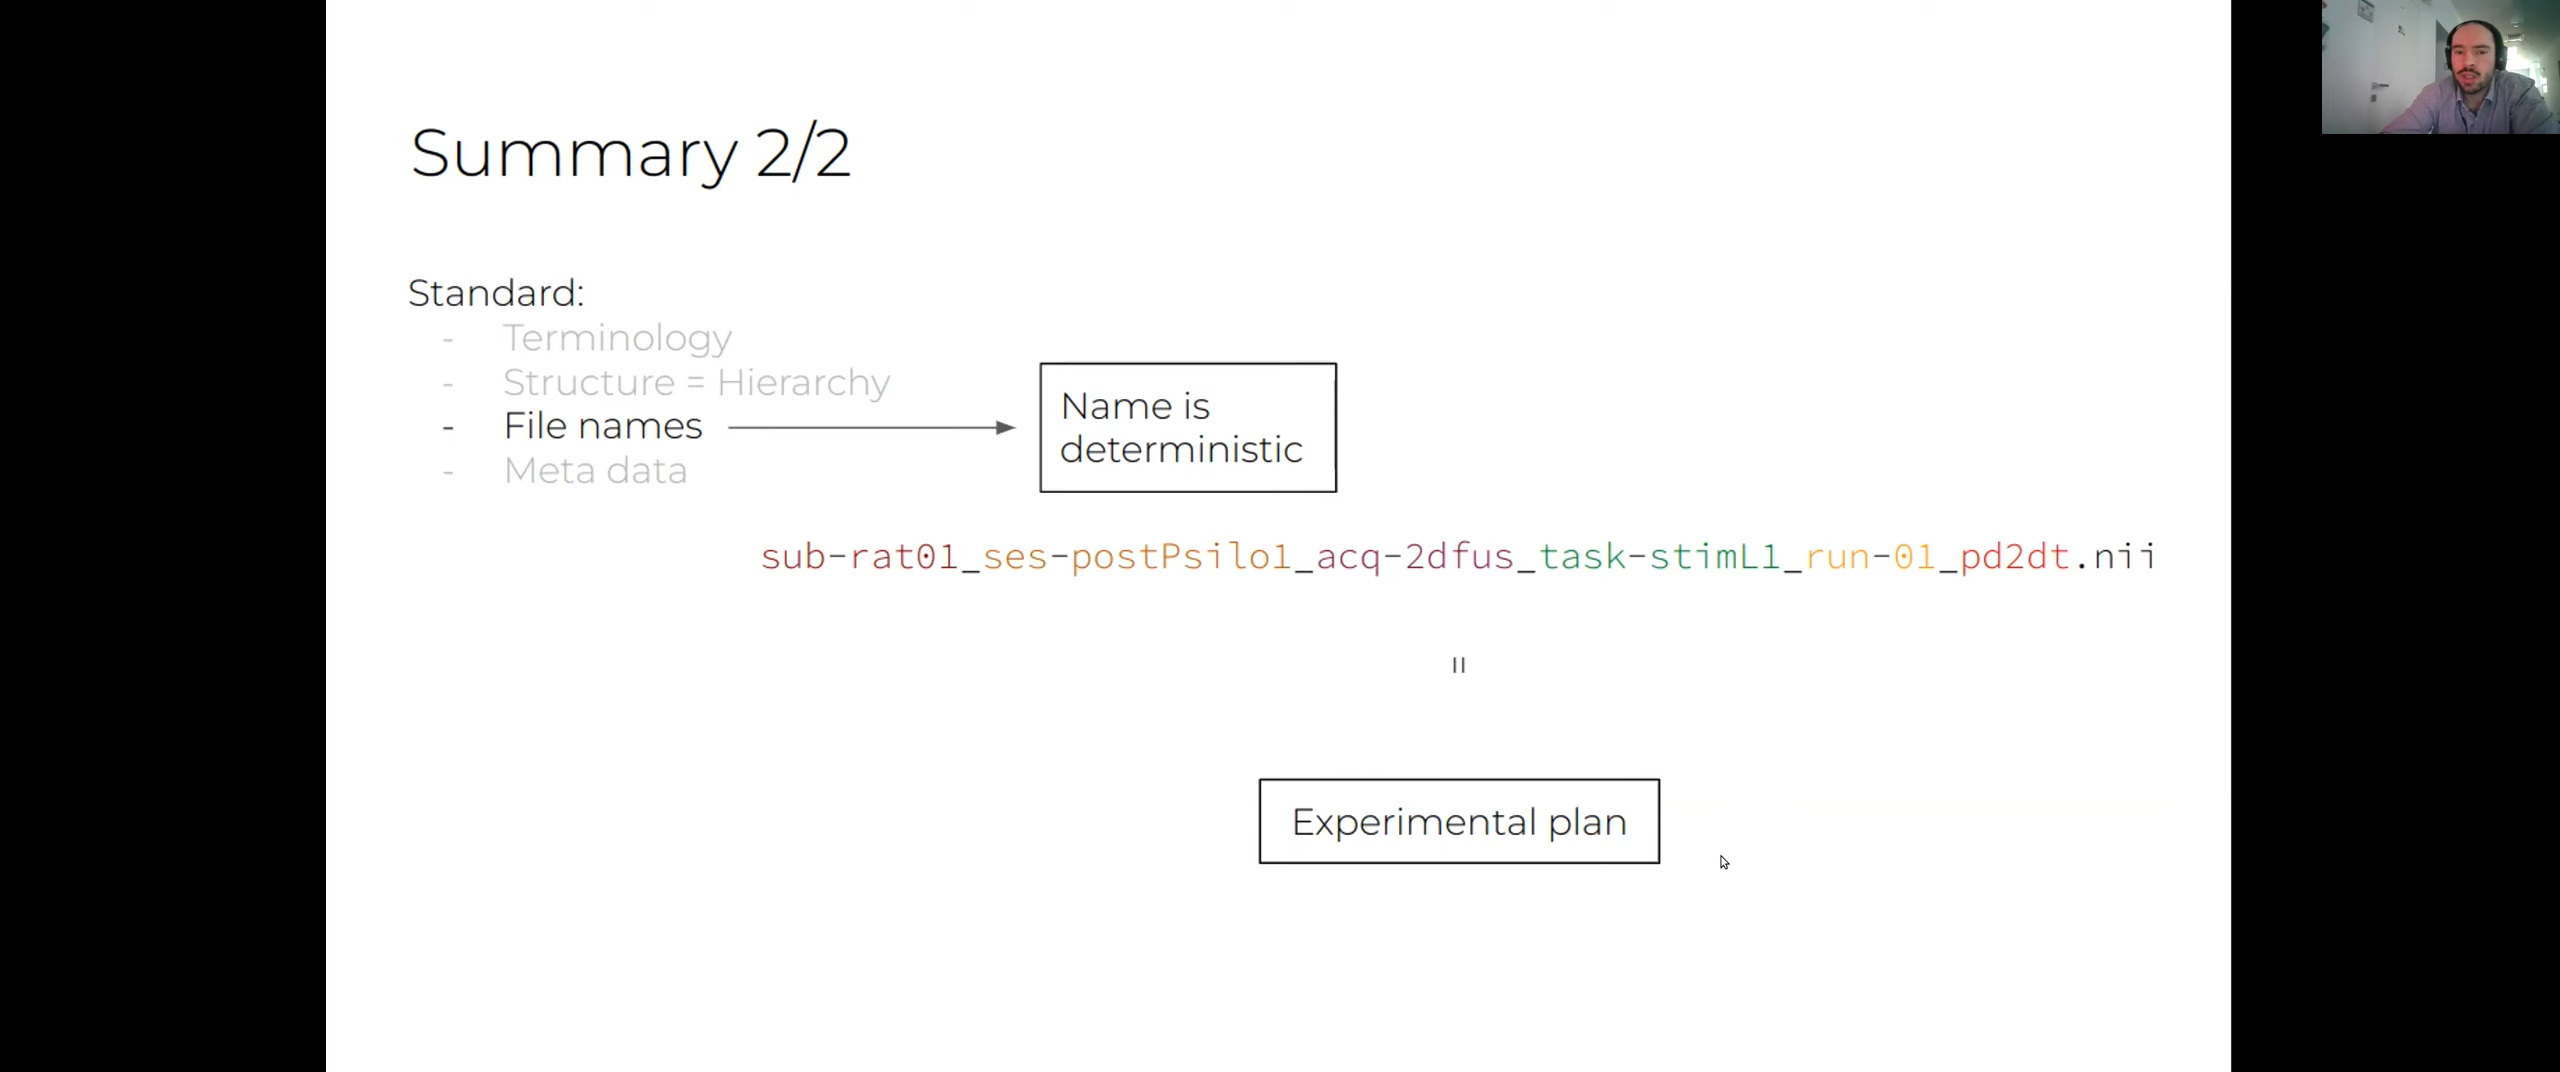 Summary 2/2
Standard:
- Terminology
- Structure = Hierarchy
- File names
- Meta data
Name is
deterministic
sub-rat01_ses-postPsilo1_acq-2dfus_task-stimL1_run-01_pd2dt.nii
=
Experimental plan